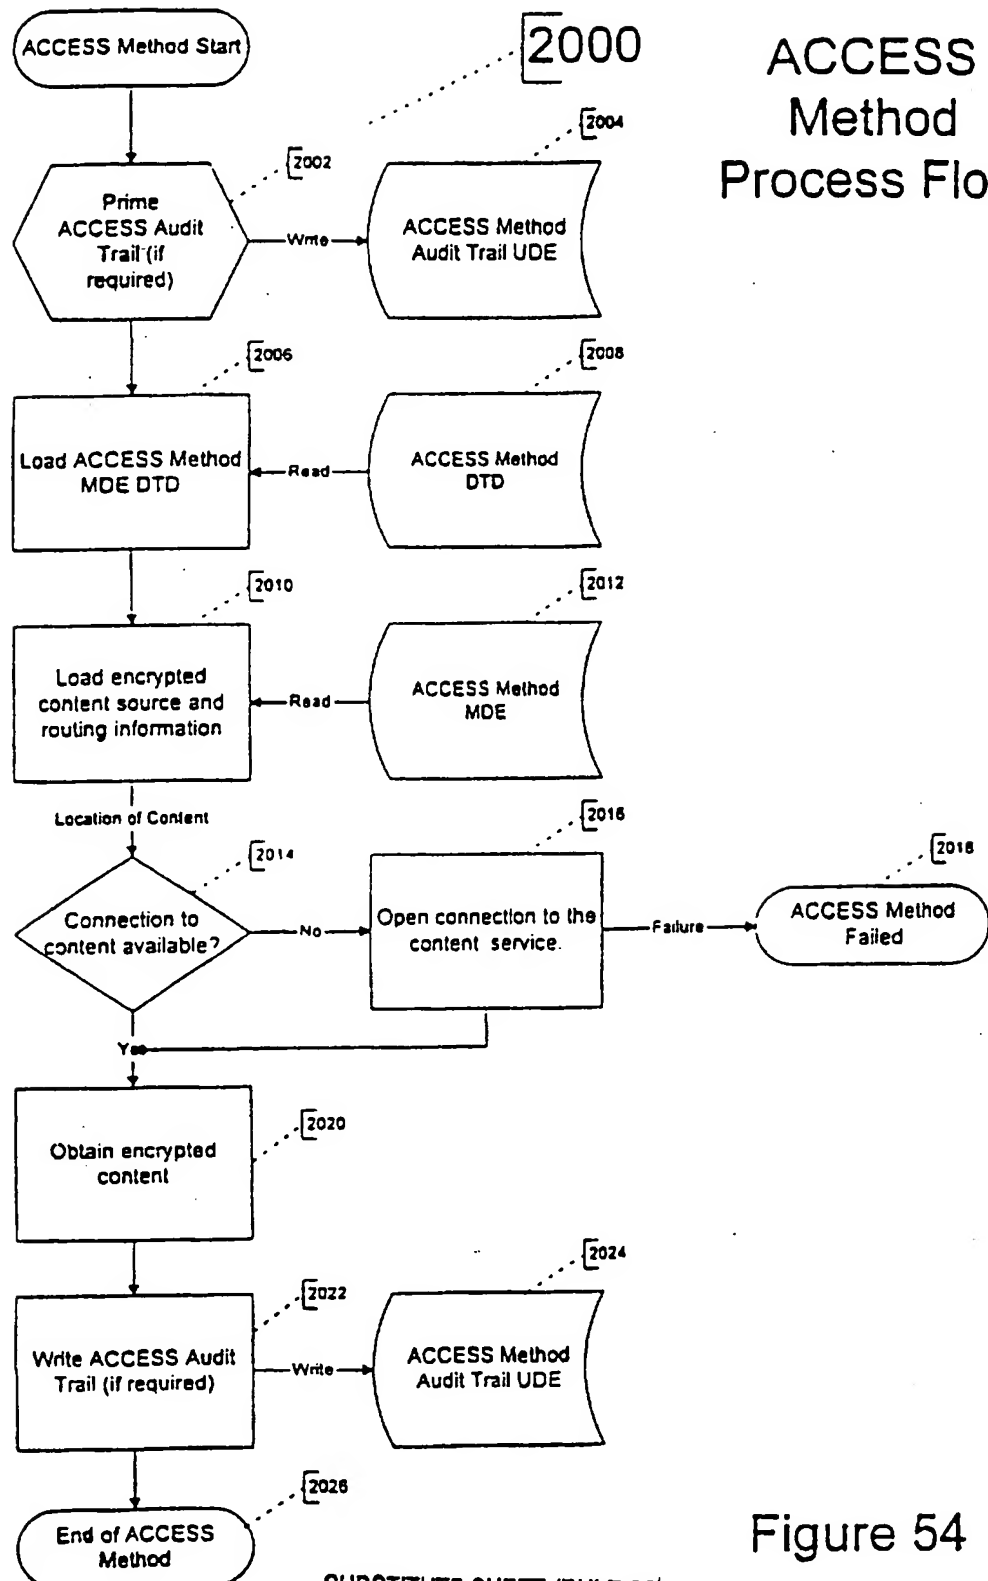 ACCESS Method Start
2000
ACCESS
Method
Process Flo
2002
2004
Prime
ACCESS Audit
Trail (if
required)
Write
ACCESS Method
Audit Trail UDE
2006
2008
Load ACCESS Method
MDE DTD
Read
ACCESS Method
DTD
2010
2012
Load encrypted
content source and
routing information
Read
ACCESS Method
MDE
Location of Content
2014
2016
2018
Connection to
content available?
No
Open connection to the
content service.
Failure
ACCESS Method
Failed
Obtain encrypted
content
2020
2022
2024
Write ACCESS Audit
Trail (if required)
Write
ACCESS Method
Audit Trail UDE
2026
End of ACCESS
Method
Figure 54